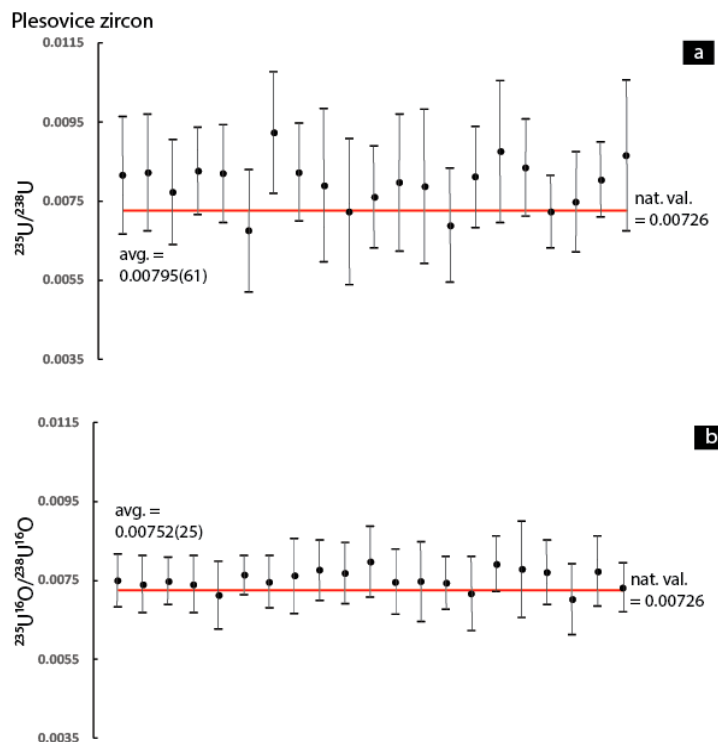 Plesovice zircon
a
0.0115
0.0095
0.0075
0.0055
0.0035
²³⁵U/²³⁸U
nat. val.
= 0.00726
avg. =
0.00795(61)
b
0.0115
0.0095
0.0075
0.0055
0.0035
²³⁵U¹⁶O/²³⁸U¹⁶O
avg. =
0.00752(25)
nat. val.
= 0.00726